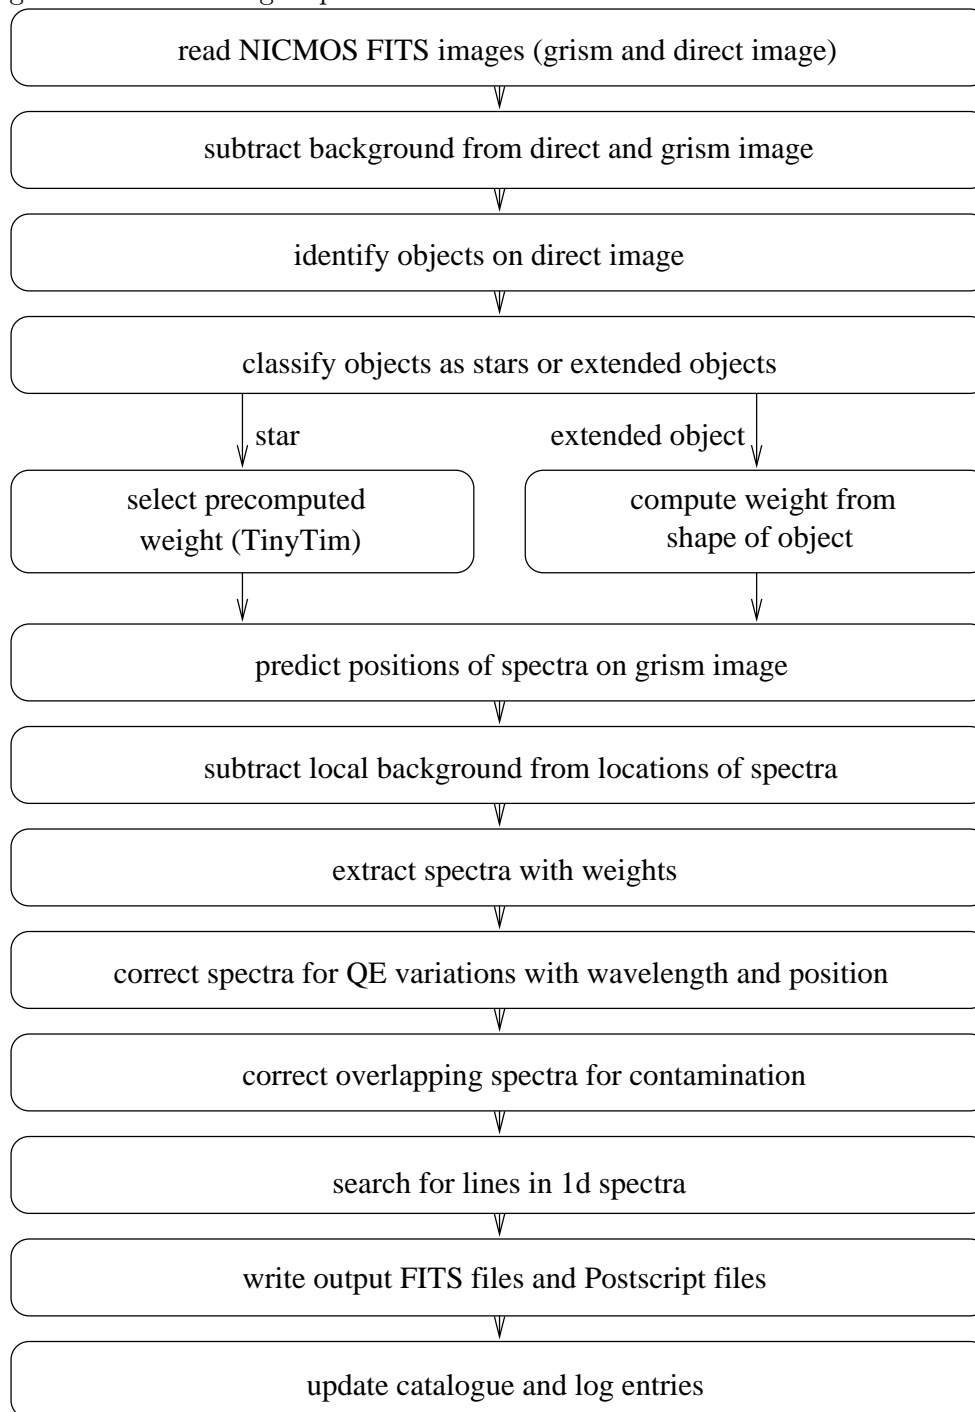 read NICMOS FITS images (grism and direct image)
subtract background from direct and grism image
identify objects on direct image
classify objects as stars or extended objects
star
extended object
select precomputed
weight (TinyTim)
compute weight from
shape of object
predict positions of spectra on grism image
subtract local background from locations of spectra
extract spectra with weights
correct spectra for QE variations with wavelength and position
correct overlapping spectra for contamination
search for lines in 1d spectra
write output FITS files and Postscript files
update catalogue and log entries